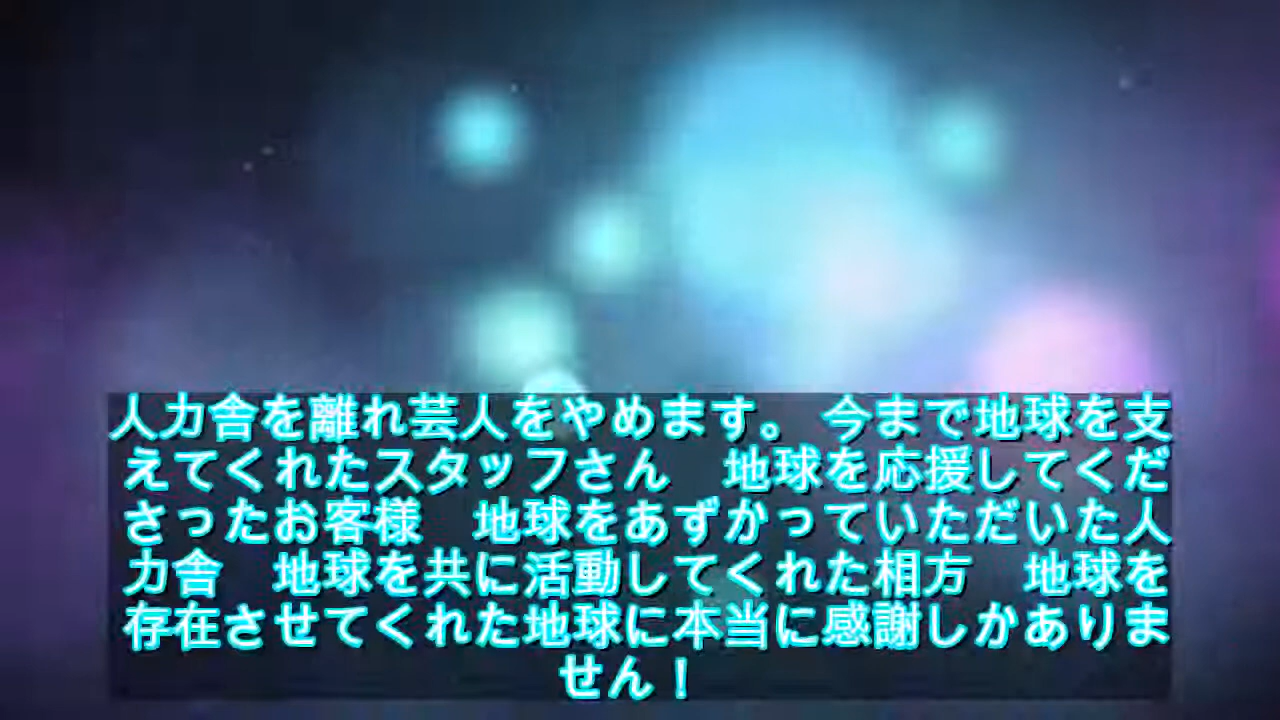 人力舎を離れ芸人をやめます。 今まで地球を支
えてくれたスタッフさん　地球を応援してくだ
さったお客様　地球をあずかっていただいた人
力舎　地球を共に活動してくれた相方　地球を
存在させてくれた地球に本当に感謝しかありま
せん！